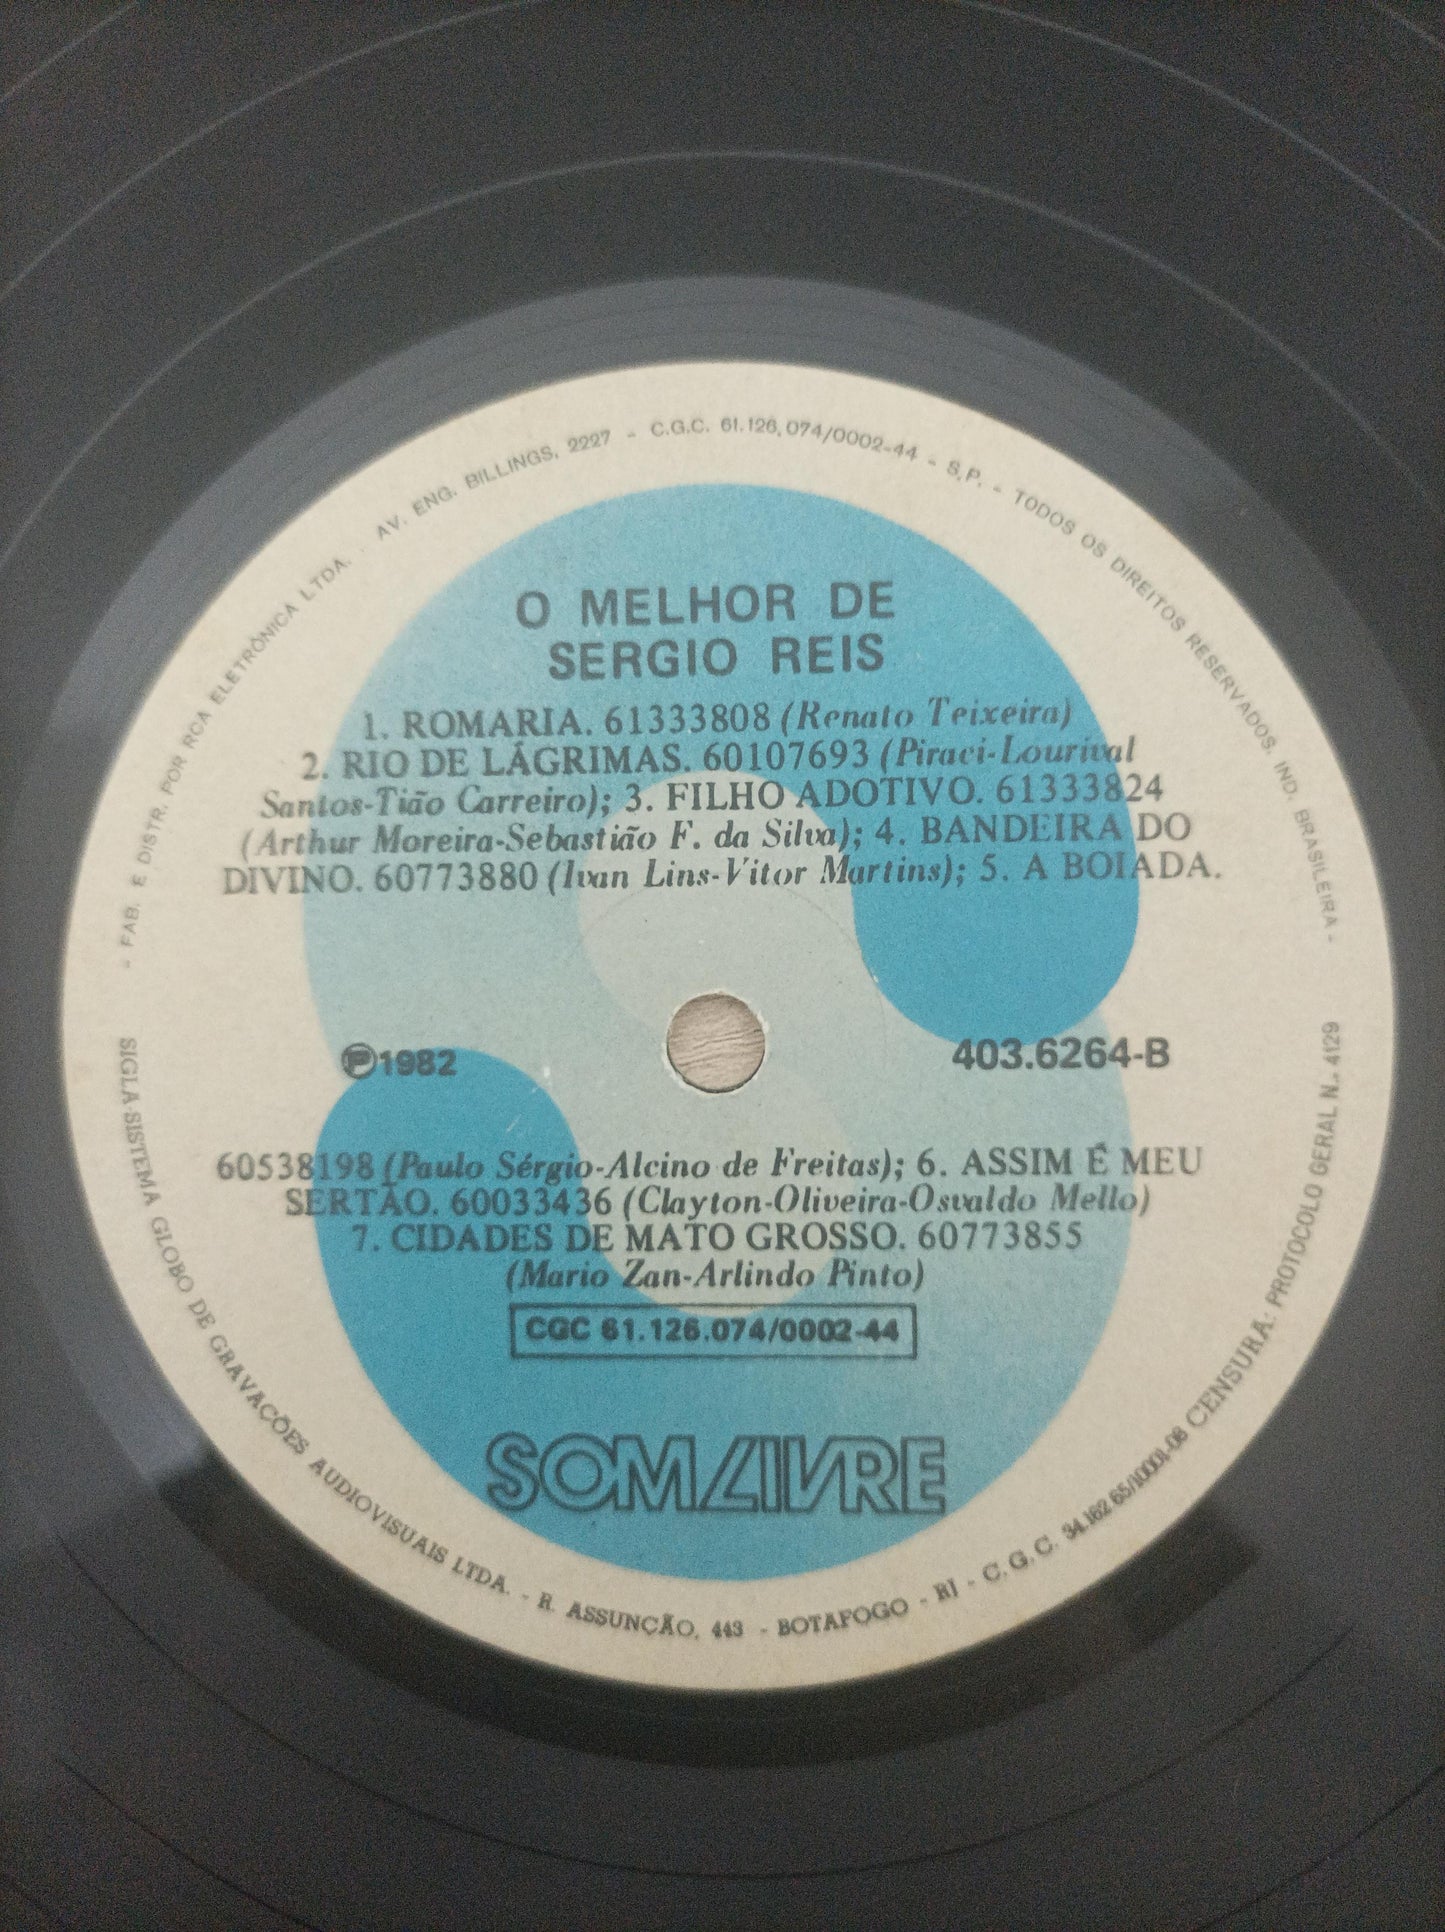 - FAB. E DISTR. POR RCA ELETRÔNICA LTDA. · AV. ENG. BILLINGS, 2227 - C.G.C. 61.126.074/0002-44 - S.P. - TODOS OS DIREITOS RESERVADOS. IND. BRASILEIRA -
O MELHOR DE
SERGIO REIS
1. ROMARIA. 61333808 (Renato Teixeira)
2. RIO DE LÁGRIMAS. 60107693 (Piraci-Lourival
Santos-Tião Carreiro); 3. FILHO ADOTIVO. 61333824
(Arthur Moreira-Sebastião F. da Silva); 4. BANDEIRA DO
DIVINO. 60773880 (Ivan Lins-Vitor Martins); 5. A BOIADA.
℗1982
403.6264-B
60538198 (Paulo Sérgio-Alcino de Freitas); 6. ASSIM É MEU
SERTÃO. 60033436 (Clayton-Oliveira-Osvaldo Mello)
7. CIDADES DE MATO GROSSO. 60773855
(Mario Zan-Arlindo Pinto)
CGC 61.126.074/0002-44
SOM LIVRE
SIGLA SISTEMA GLOBO DE GRAVAÇÕES AUDIOVISUAIS LTDA. - R. ASSUNÇÃO, 443 - BOTAFOGO - RJ - C.G.C. 34.162.65/10001-08 CENSURA: PROTOCOLO GERAL N.. 4129